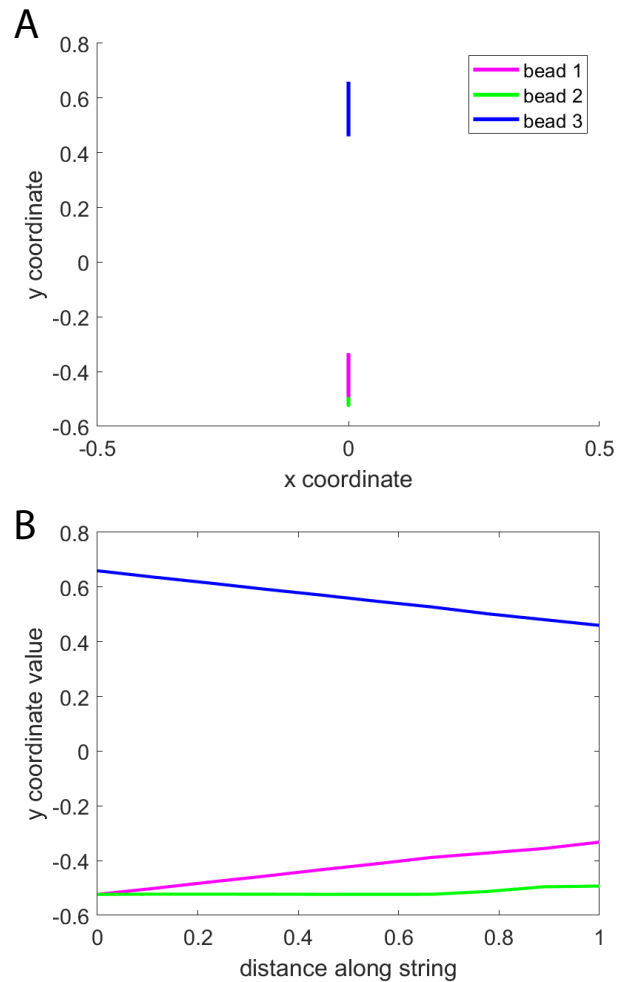 A
0.8
0.6
0.4
0.2
0
-0.2
-0.4
-0.6
y coordinate
bead 1
bead 2
bead 3
-0.5
0
0.5
x coordinate
B
0.8
0.6
0.4
0.2
0
-0.2
-0.4
-0.6
y coordinate value
0
0.2
0.4
0.6
0.8
1
distance along string